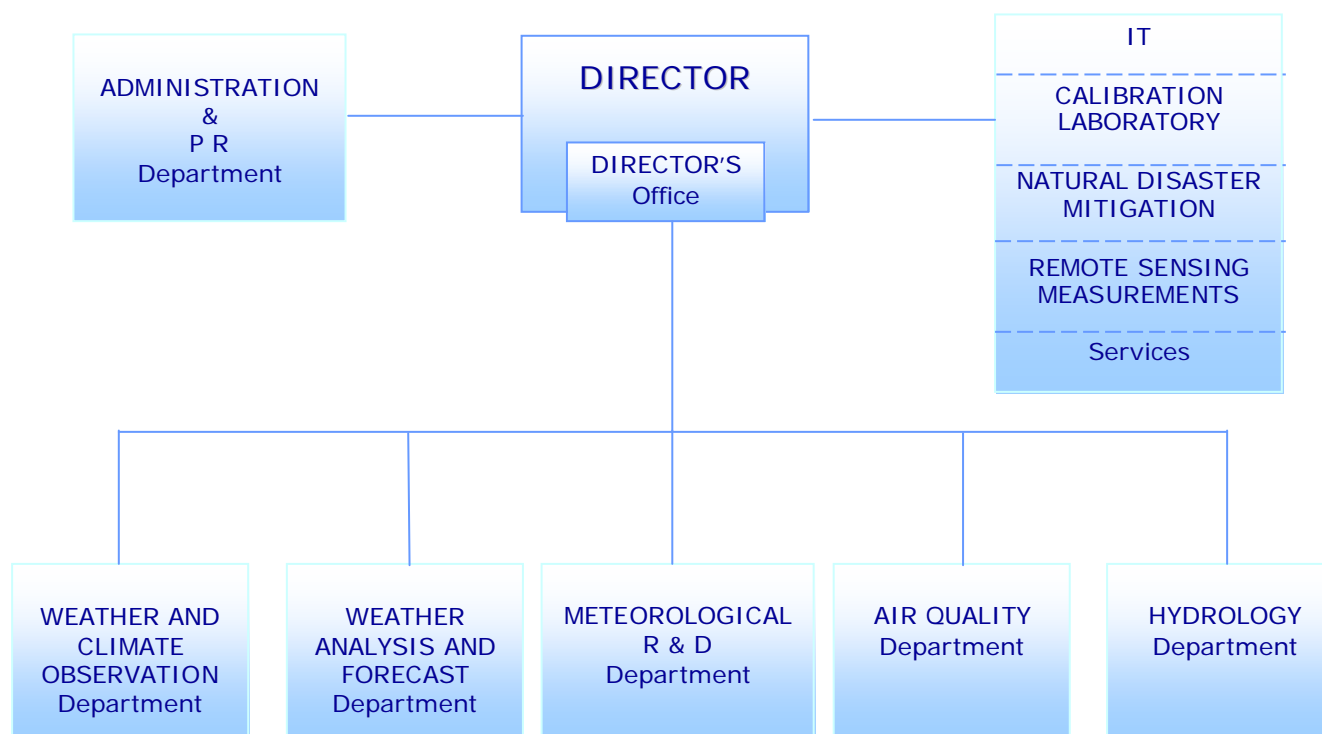 ADMINISTRATION
&
P R
Department
DIRECTOR
DIRECTOR'S
Office
IT
CALIBRATION
LABORATORY
NATURAL DISASTER
MITIGATION
REMOTE SENSING
MEASUREMENTS
Services
WEATHER AND
CLIMATE
OBSERVATION
Department
WEATHER
ANALYSIS AND
FORECAST
Department
METEOROLOGICAL
R & D
Department
AIR QUALITY
Department
HYDROLOGY
Department